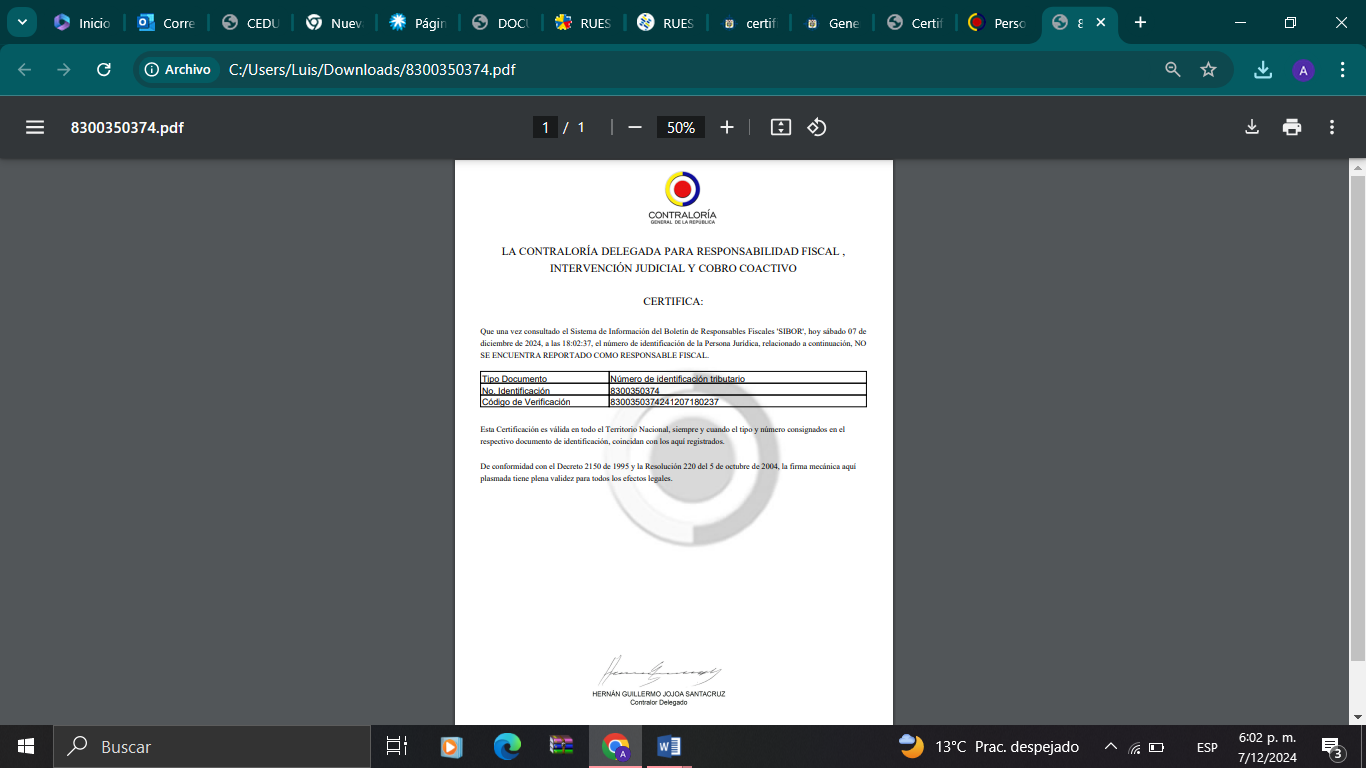 Inicio
Corre
CEDU
Nuev
Págin
DOCU
RUES
RUES
certif
Gene
Certif
Perso
8
Archivo
C:/Users/Luis/Downloads/8300350374.pdf
A
8300350374.pdf
1 / 1
50%
CONTRALORÍA
GENERAL DE LA REPÚBLICA
LA CONTRALORÍA DELEGADA PARA RESPONSABILIDAD FISCAL ,
INTERVENCIÓN JUDICIAL Y COBRO COACTIVO
CERTIFICA:
Que una vez consultado el Sistema de Información del Boletín de Responsables Fiscales 'SIBOR', hoy sábado 07 de
diciembre de 2024, a las 18:02:37, el número de identificación de la Persona Jurídica, relacionado a continuación, NO
SE ENCUENTRA REPORTADO COMO RESPONSABLE FISCAL.
Tipo Documento Número de identificación tributario
No. Identificación 8300350374
Código de Verificación 8300350374241207180237
Esta Certificación es válida en todo el Territorio Nacional, siempre y cuando el tipo y número consignados en el
respectivo documento de identificación, coincidan con los aquí registrados.
De conformidad con el Decreto 2150 de 1995 y la Resolución 220 del 5 de octubre de 2004, la firma mecánica aquí
plasmada tiene plena validez para todos los efectos legales.
HERNÁN GUILLERMO JOJOA SANTACRUZ
Contralor Delegado
Buscar
A
13°C Prac. despejado
ESP
6:02 p. m.
7/12/2024
3